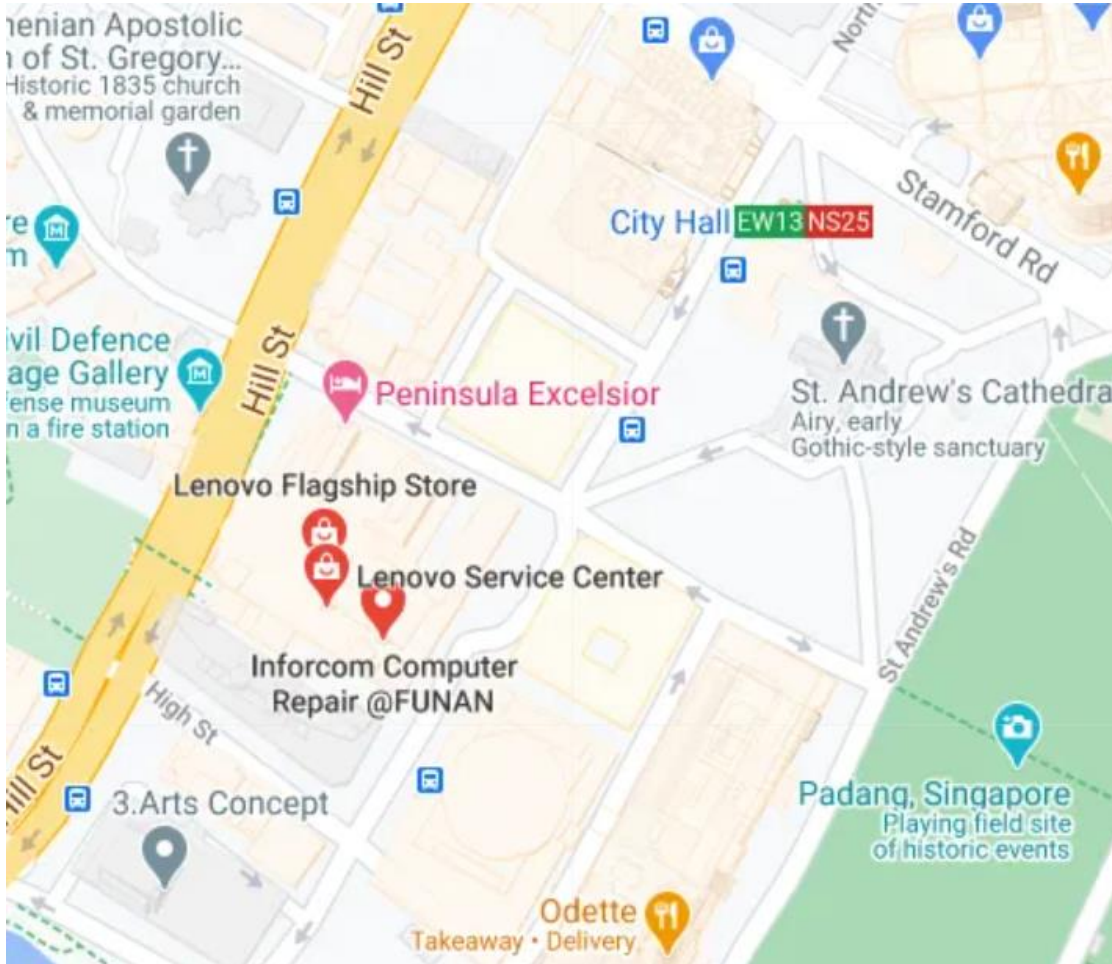 nenian Apostolic
n of St. Gregory...
Historic 1835 church
& memorial garden
Hill St
North
City Hall EW13 NS25
Stamford Rd
re
m
ivil Defence
age Gallery
fense museum
n a fire station
Hill St
Peninsula Excelsior
St. Andrew's Cathedra
Airy, early
Gothic-style sanctuary
Lenovo Flagship Store
Lenovo Service Center
Inforcom Computer
Repair @FUNAN
St Andrew's Rd
High St
Hill St
3.Arts Concept
Padang, Singapore
Playing field site
of historic events
Odette
Takeaway • Delivery